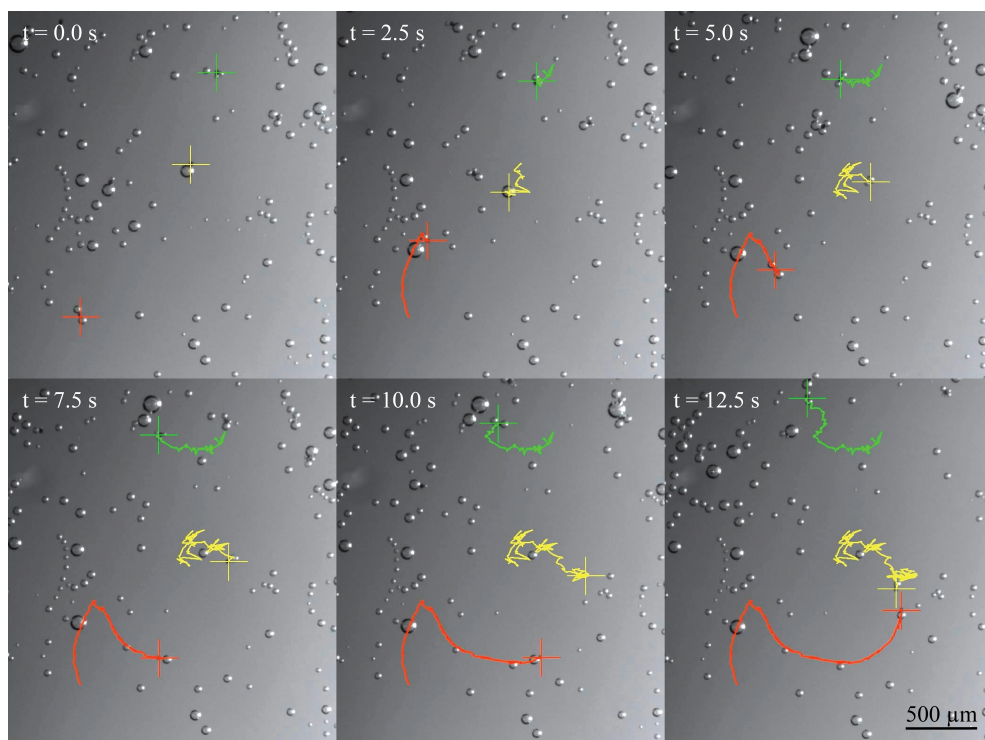 t = 0.0 s
t = 2.5 s
t = 5.0 s
t = 7.5 s
t = 10.0 s
t = 12.5 s
500 µm